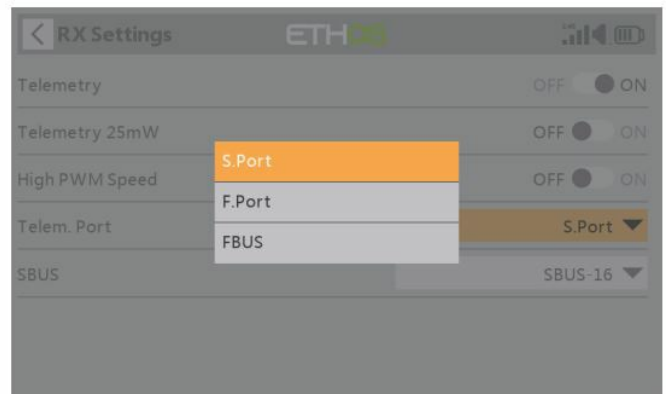 RX Settings ETHOS
Telemetry OFF ON
Telemetry 25mW OFF ON
S.Port
High PWM Speed OFF ON
F.Port
Telem. Port S.Port
FBUS
SBUS SBUS-16